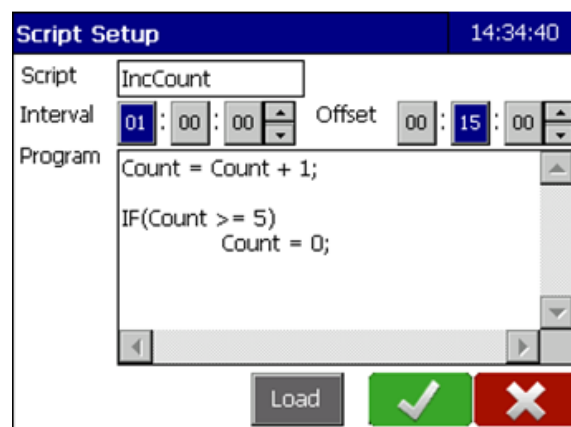 Script Setup 14:34:40
Script IncCount
Interval 01 : 00 : 00 Offset 00 : 15 : 00
Program
Count = Count + 1;
IF(Count >= 5)
Count = 0;
Load